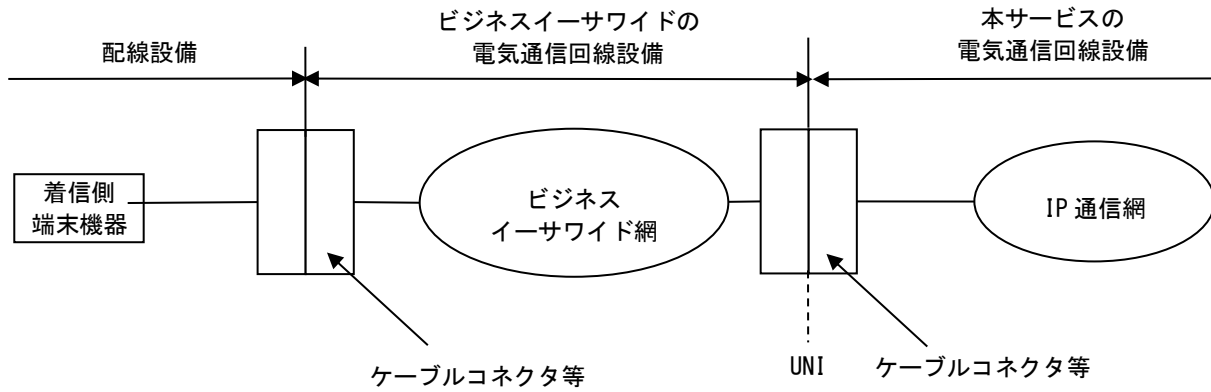 配線設備
ビジネスイーサワイドの
電気通信回線設備
本サービスの
電気通信回線設備
着信側
端末機器
ビジネス
イーサワイド網
IP 通信網
ケーブルコネクタ等
UNI
ケーブルコネクタ等